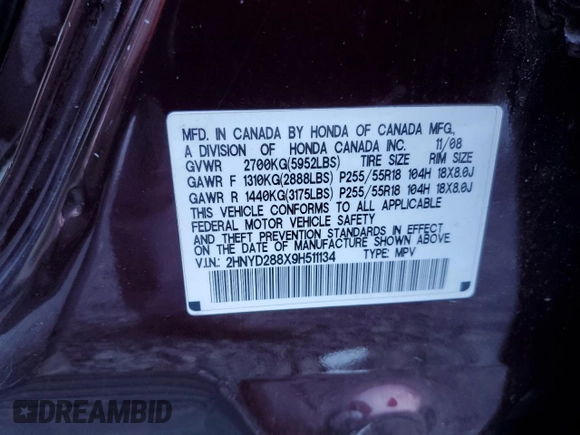 MFD. IN CANADA BY HONDA OF CANADA MFG.,
A DIVISION OF HONDA CANADA INC. 11/08
GVWR 2700KG(5952LBS) TIRE SIZE RIM SIZE
GAWR F 1310KG(2888LBS) P255/55R18 104H 18X8.0J
GAWR R 1440KG(3175LBS) P255/55R18 104H 18X8.0J
THIS VEHICLE CONFORMS TO ALL APPLICABLE
FEDERAL MOTOR VEHICLE SAFETY
AND THEFT PREVENTION STANDARDS IN EFFECT
ON THE DATE OF MANUFACTURE SHOWN ABOVE.
V.I.N.: 2HNYD288X9H511134 TYPE: MPV
DREAMBID